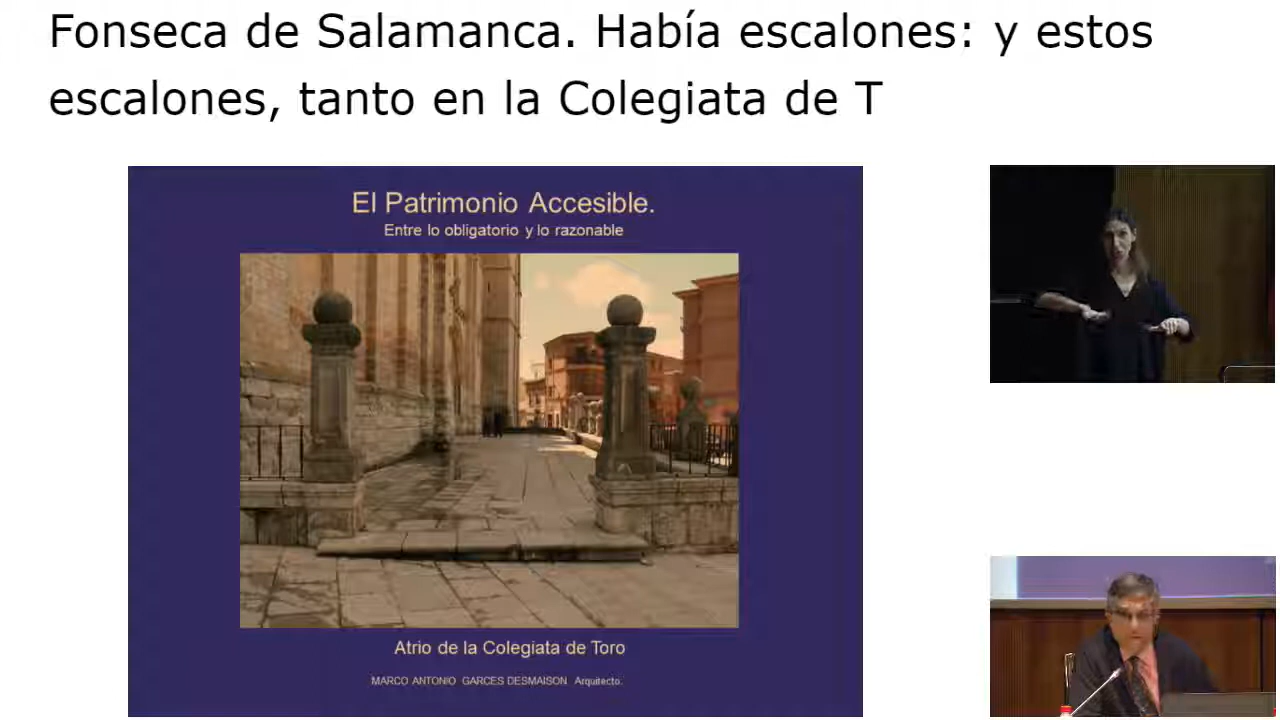 Fonseca de Salamanca. Había escalones: y estos
escalones, tanto en la Colegiata de T
El Patrimonio Accesible.
Entre lo obligatorio y lo razonable
Atrio de la Colegiata de Toro
MARCO ANTONIO GARCES DESMAISON Arquitecto.